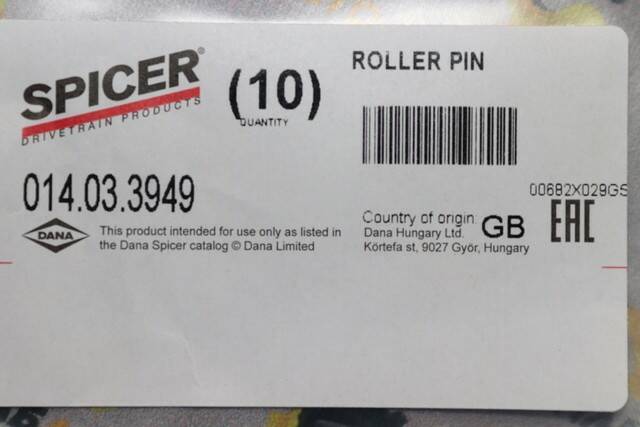 SPICER®
DRIVETRAIN PRODUCTS
(10)
QUANTITY
ROLLER PIN
014.03.3949
00682X029GS
DANA
This product intended for use only as listed in
the Dana Spicer catalog © Dana Limited
Country of origin GB
Dana Hungary Ltd.
Körtefa st, 9027 Győr, Hungary
EAC